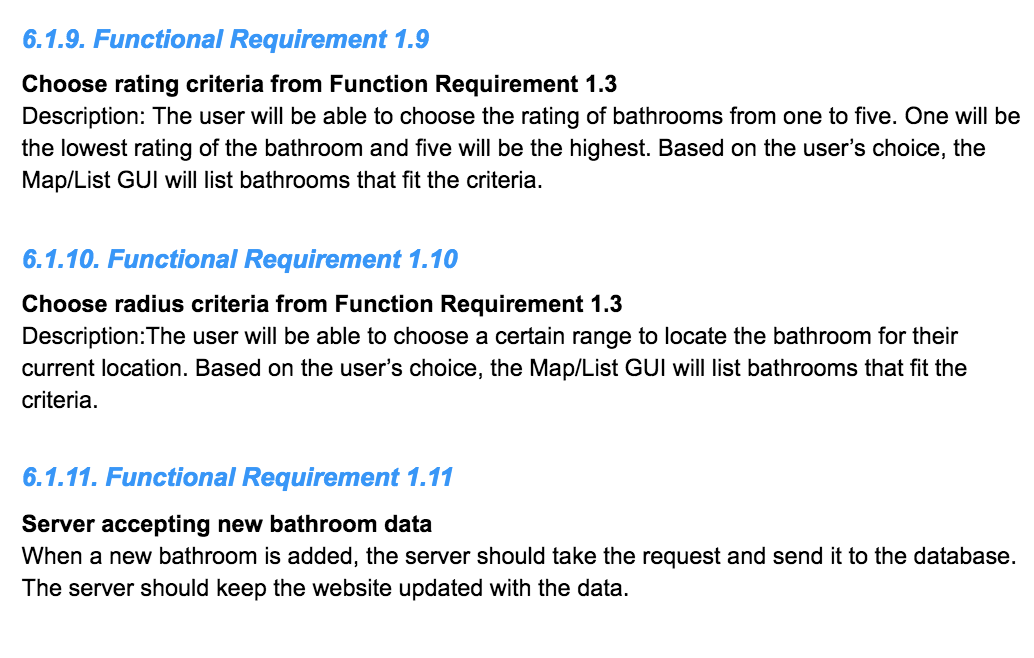 6.1.9. Functional Requirement 1.9
Choose rating criteria from Function Requirement 1.3
Description: The user will be able to choose the rating of bathrooms from one to five. One will be
the lowest rating of the bathroom and five will be the highest. Based on the user’s choice, the
Map/List GUI will list bathrooms that fit the criteria.
6.1.10. Functional Requirement 1.10
Choose radius criteria from Function Requirement 1.3
Description:The user will be able to choose a certain range to locate the bathroom for their
current location. Based on the user’s choice, the Map/List GUI will list bathrooms that fit the
criteria.
6.1.11. Functional Requirement 1.11
Server accepting new bathroom data
When a new bathroom is added, the server should take the request and send it to the database.
The server should keep the website updated with the data.